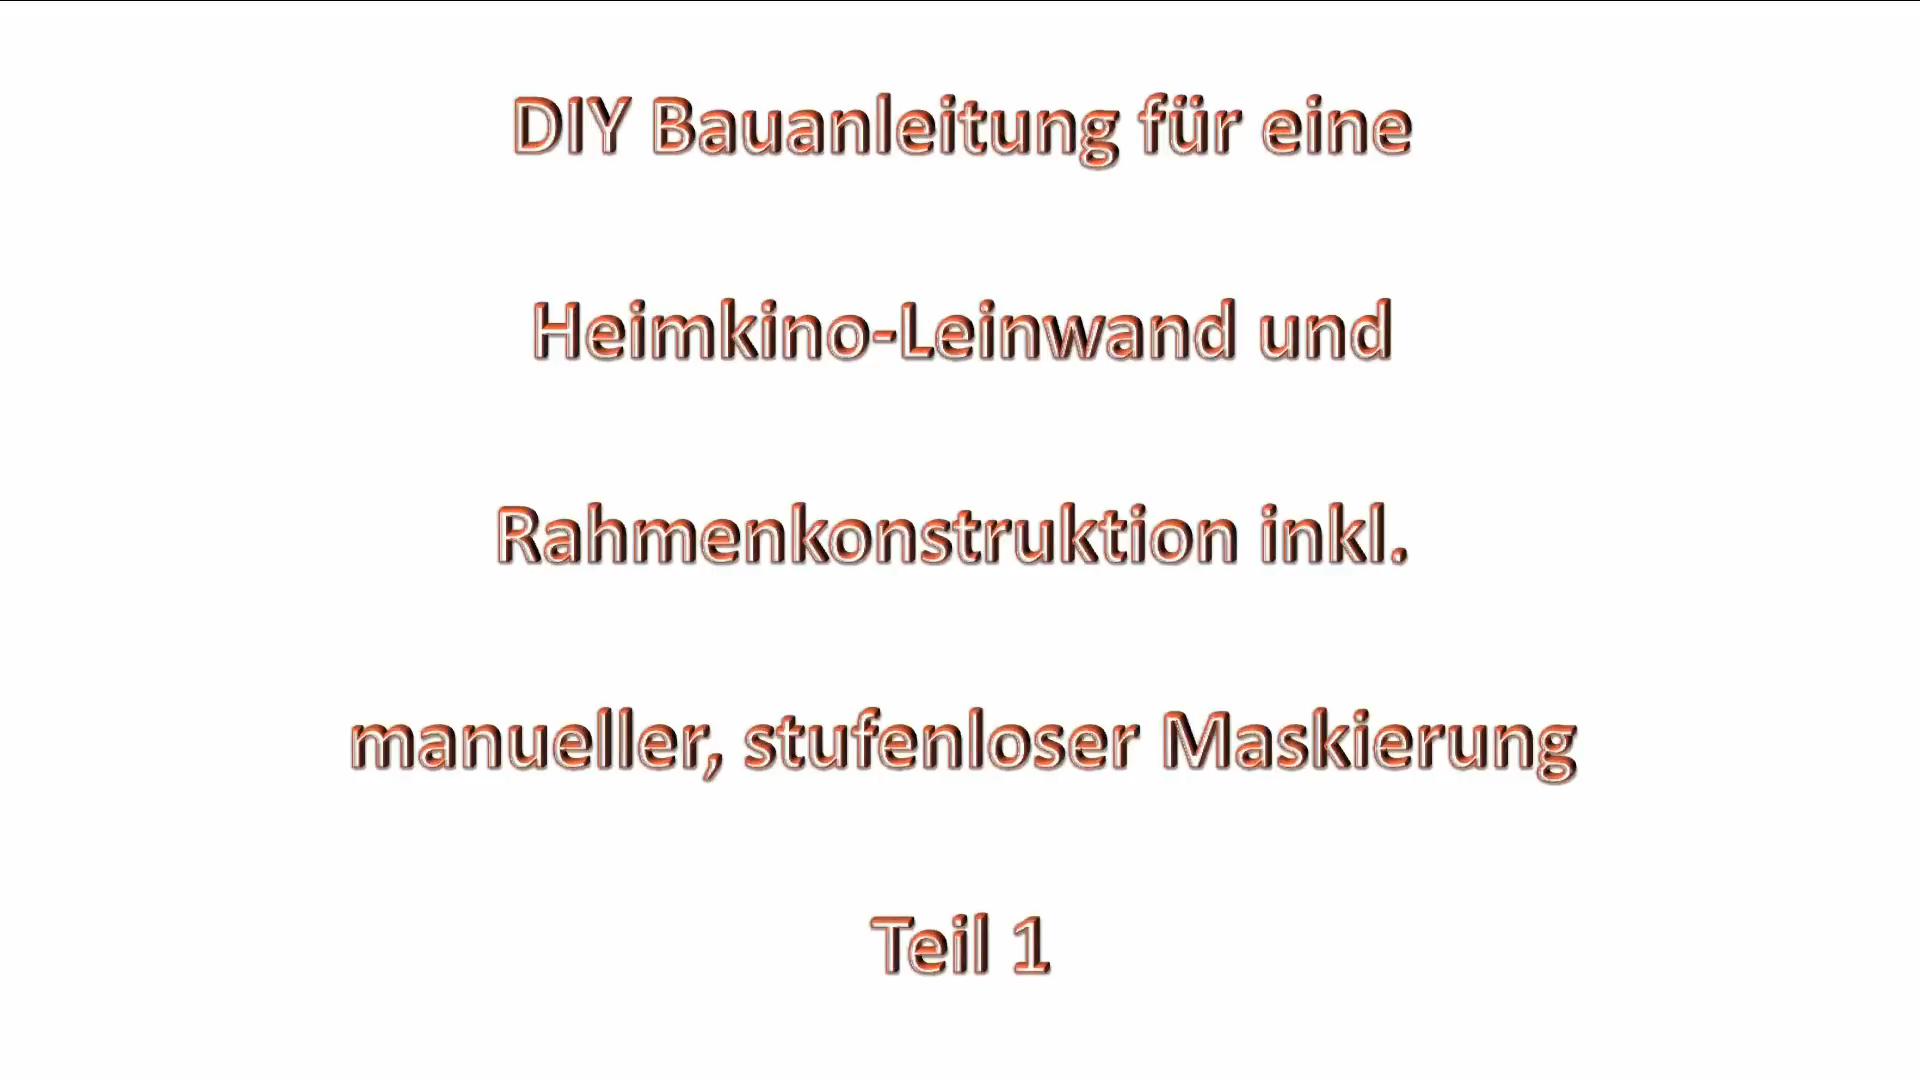 DIY Bauanleitung für eine
Heimkino-Leinwand und
Rahmenkonstruktion inkl.
manueller, stufenloser Maskierung
Teil 1